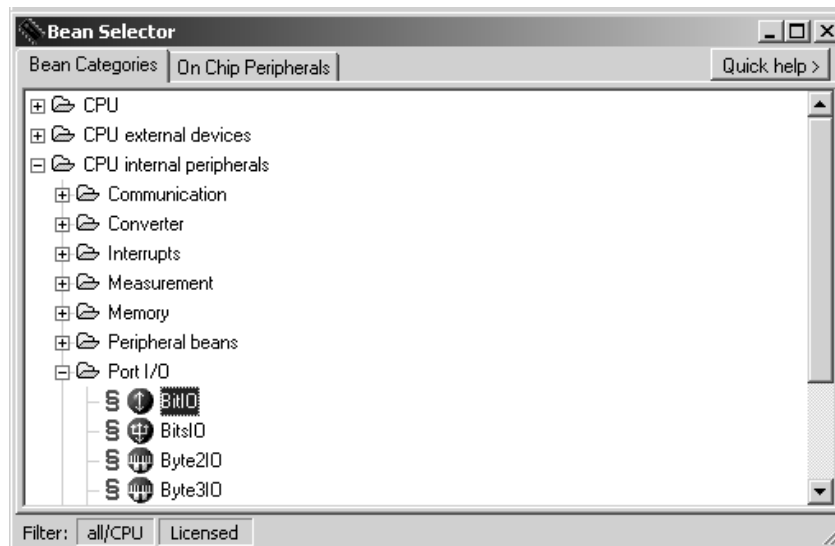 Bean Selector
Bean Categories On Chip Peripherals Quick help >
CPU
CPU external devices
CPU internal peripherals
Communication
Converter
Interrupts
Measurement
Memory
Peripheral beans
Port I/O
BitIO
BitsIO
Byte2IO
Byte3IO
Filter: all/CPU Licensed